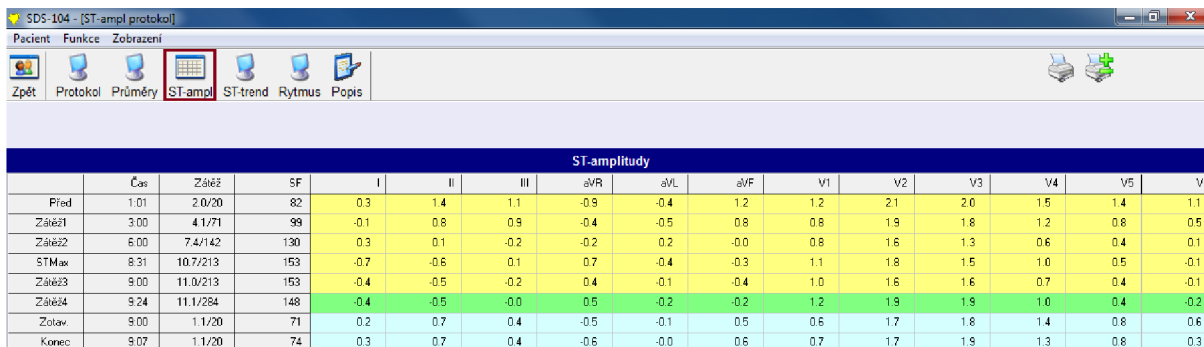 SDS-104 - [ST-ampl protokol]
Pacient Funkce Zobrazení
Zpět Protokol Průměry ST-ampl ST-trend Rytmus Popis
ST-amplitudy
Čas Zátěž SF I II III aVR aVL aVF V1 V2 V3 V4 V5 V
Před 1:01 2.0/20 82 0.3 1.4 1.1 -0.9 -0.4 1.2 1.2 2.1 2.0 1.5 1.4 1.1
Zátěž1 3:00 4.1/71 99 -0.1 0.8 0.9 -0.4 -0.5 0.8 0.8 1.9 1.8 1.2 0.8 0.5
Zátěž2 6:00 7.4/142 130 0.3 0.1 -0.2 -0.2 0.2 -0.0 0.8 1.6 1.3 0.6 0.4 0.1
STMax 8:31 10.7/213 153 -0.7 -0.6 0.1 0.7 -0.4 -0.3 1.1 1.8 1.5 1.0 0.5 -0.1
Zátěž3 9:00 11.0/213 153 -0.4 -0.5 -0.2 0.4 -0.1 -0.4 1.0 1.6 1.6 0.7 0.4 -0.1
Zátěž4 9:24 11.1/284 148 -0.4 -0.5 -0.0 0.5 -0.2 -0.2 1.2 1.9 1.9 1.0 0.4 -0.2
Zotav. 9:00 1.1/20 71 0.2 0.7 0.4 -0.5 -0.1 0.5 0.6 1.7 1.8 1.4 0.8 0.6
Konec 9:07 1.1/20 74 0.3 0.7 0.4 -0.6 -0.0 0.6 0.7 1.7 1.9 1.3 0.8 0.3